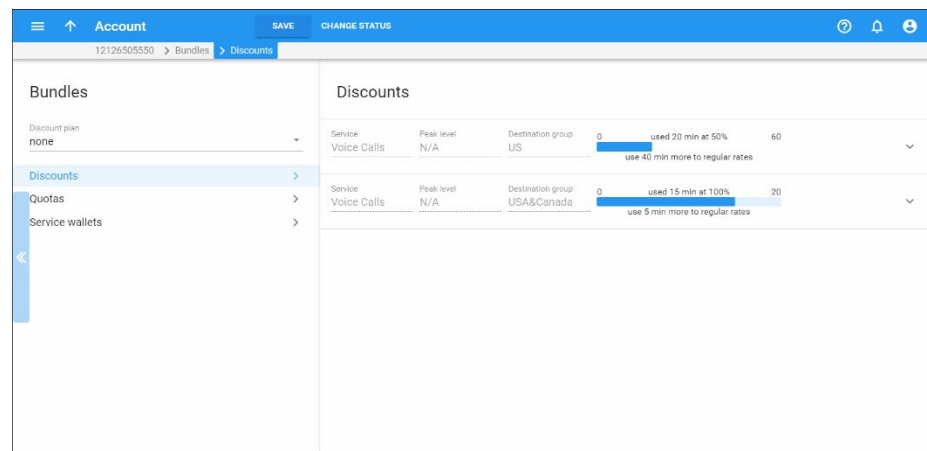 Account SAVE CHANGE STATUS
12126505550 > Bundles > Discounts
Bundles
Discount plan
none
Discounts
Quotas
Service wallets
Discounts
Service Peak level Destination group 0 used 20 min at 50% 60
Voice Calls N/A US
use 40 min more to regular rates
Service Peak level Destination group 0 used 15 min at 100% 20
Voice Calls N/A USA&Canada
use 5 min more to regular rates